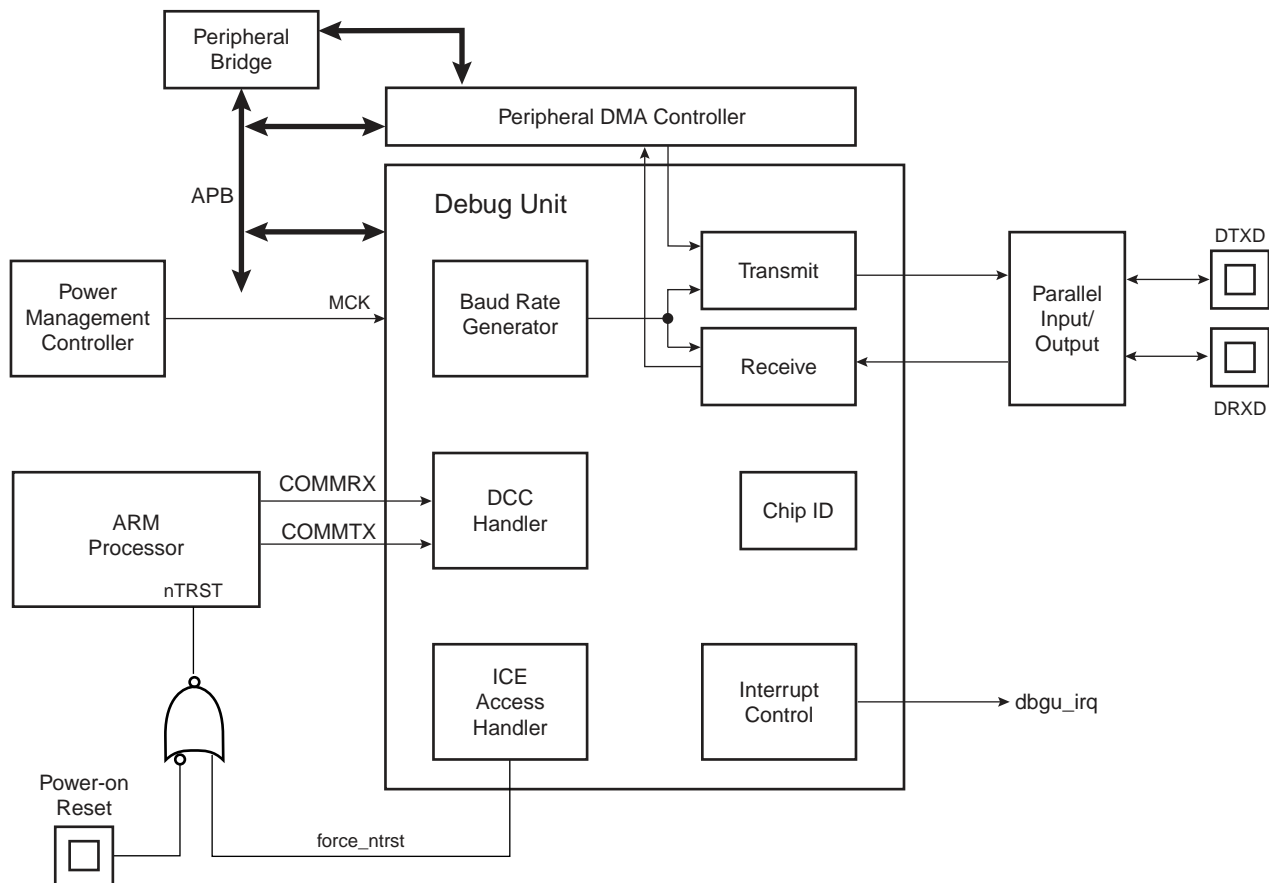 Peripheral
Bridge
Peripheral DMA Controller
APB
Debug Unit
Power
Management
Controller
MCK
Baud Rate
Generator
Transmit
Receive
Parallel
Input/
Output
DTXD
DRXD
ARM
Processor
nTRST
COMMRX
COMMTX
DCC
Handler
Chip ID
ICE
Access
Handler
Interrupt
Control
dbgu_irq
Power-on
Reset
force_ntrst